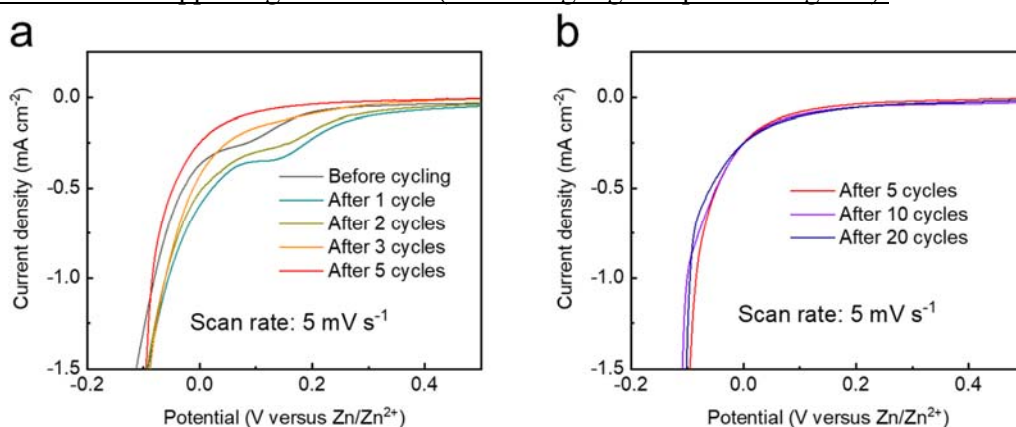 a
0.0
-0.5
-1.0
-1.5
Current density (mA cm⁻²)
Before cycling
After 1 cycle
After 2 cycles
After 3 cycles
After 5 cycles
Scan rate: 5 mV s⁻¹
-0.2 0.0 0.2 0.4
Potential (V versus Zn/Zn²⁺)
b
0.0
-0.5
-1.0
-1.5
Current density (mA cm⁻²)
After 5 cycles
After 10 cycles
After 20 cycles
Scan rate: 5 mV s⁻¹
-0.2 0.0 0.2 0.4
Potential (V versus Zn/Zn²⁺)